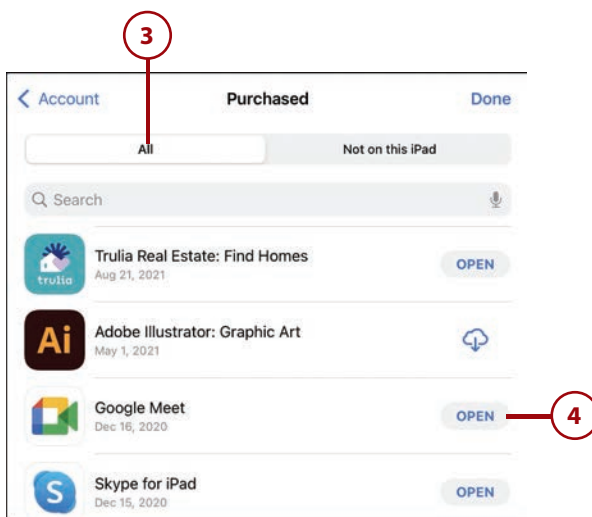 3
Account Purchased Done
All Not on this iPad
Search
trulia
Trulia Real Estate: Find Homes
Aug 21, 2021
OPEN
Ai
Adobe Illustrator: Graphic Art
May 1, 2021
Google Meet
Dec 16, 2020
OPEN
4
S
Skype for iPad
Dec 15, 2020
OPEN